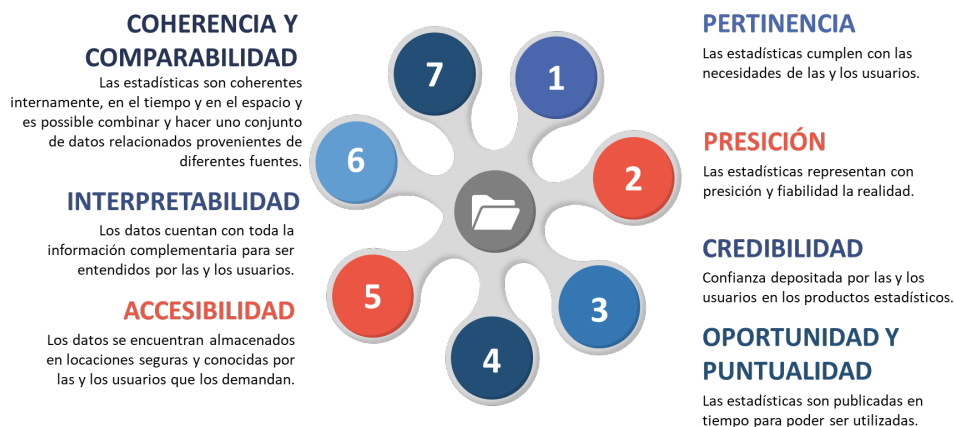 COHERENCIA Y
COMPARABILIDAD
Las estadísticas son coherentes
internamente, en el tiempo y en el espacio y
es possible combinar y hacer uno conjunto
de datos relacionados provenientes de
diferentes fuentes.
INTERPRETABILIDAD
Los datos cuentan con toda la
información complementaria para ser
entendidos por las y los usuarios.
ACCESIBILIDAD
Los datos se encuentran almacenados
en locaciones seguras y conocidas por
las y los usuarios que los demandan.
7
1
6
2
5
3
4
PERTINENCIA
Las estadísticas cumplen con las
necesidades de las y los usuarios.
PRESICIÓN
Las estadísticas representan con
presición y fiabilidad la realidad.
CREDIBILIDAD
Confianza depositada por las y los
usuarios en los productos estadísticos.
OPORTUNIDAD Y
PUNTUALIDAD
Las estadísticas son publicadas en
tiempo para poder ser utilizadas.